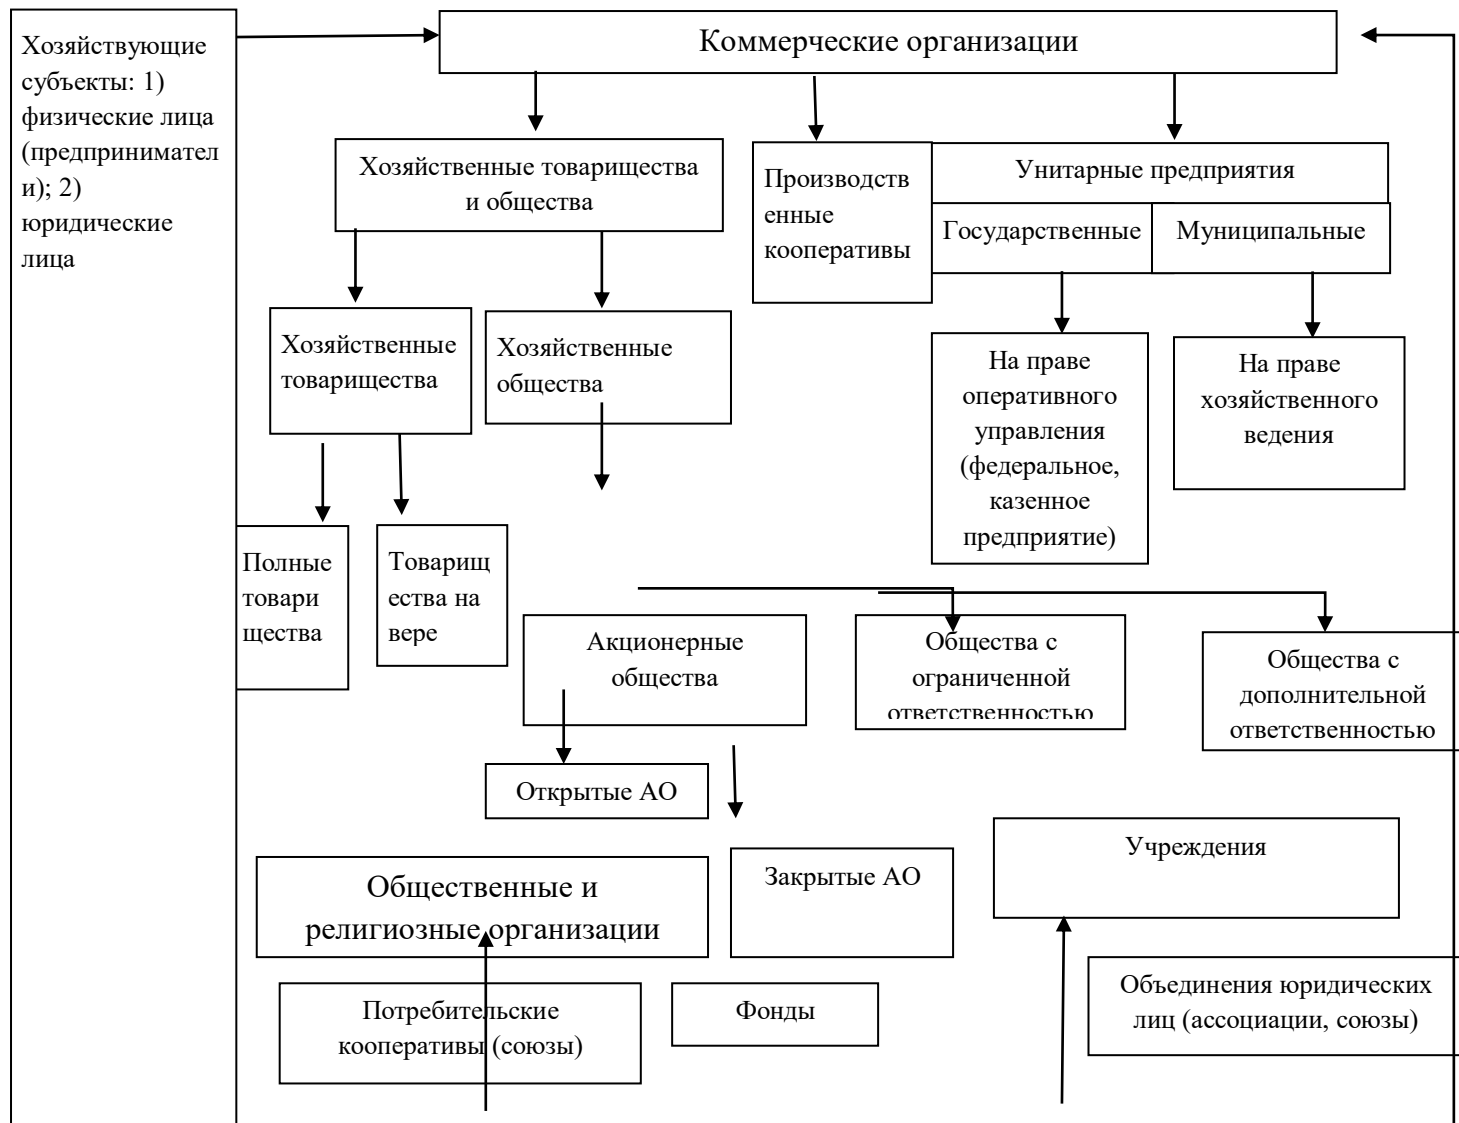 Хозяйствующие
субъекты: 1)
физические лица
(предпринимател
и); 2)
юридические
лица
Коммерческие организации
Хозяйственные товарищества
и общества
Производств
енные
кооперативы
Унитарные предприятия
Государственные
Муниципальные
Хозяйственные
товарищества
Хозяйственные
общества
На праве
оперативного
управления
(федеральное,
казенное
предприятие)
На праве
хозяйственного
ведения
Полные
товари
щества
Товарищ
ества на
вере
Акционерные
общества
Общества с
ограниченной
ответственностью
Общества с
дополнительной
ответственностью
Открытые АО
Закрытые АО
Учреждения
Общественные и
религиозные организации
Потребительские
кооперативы (союзы)
Фонды
Объединения юридических
лиц (ассоциации, союзы)